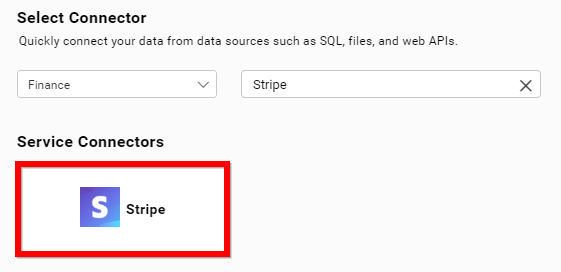 Select Connector
Quickly connect your data from data sources such as SQL, files, and web APIs.
Finance
Stripe
Service Connectors
S Stripe